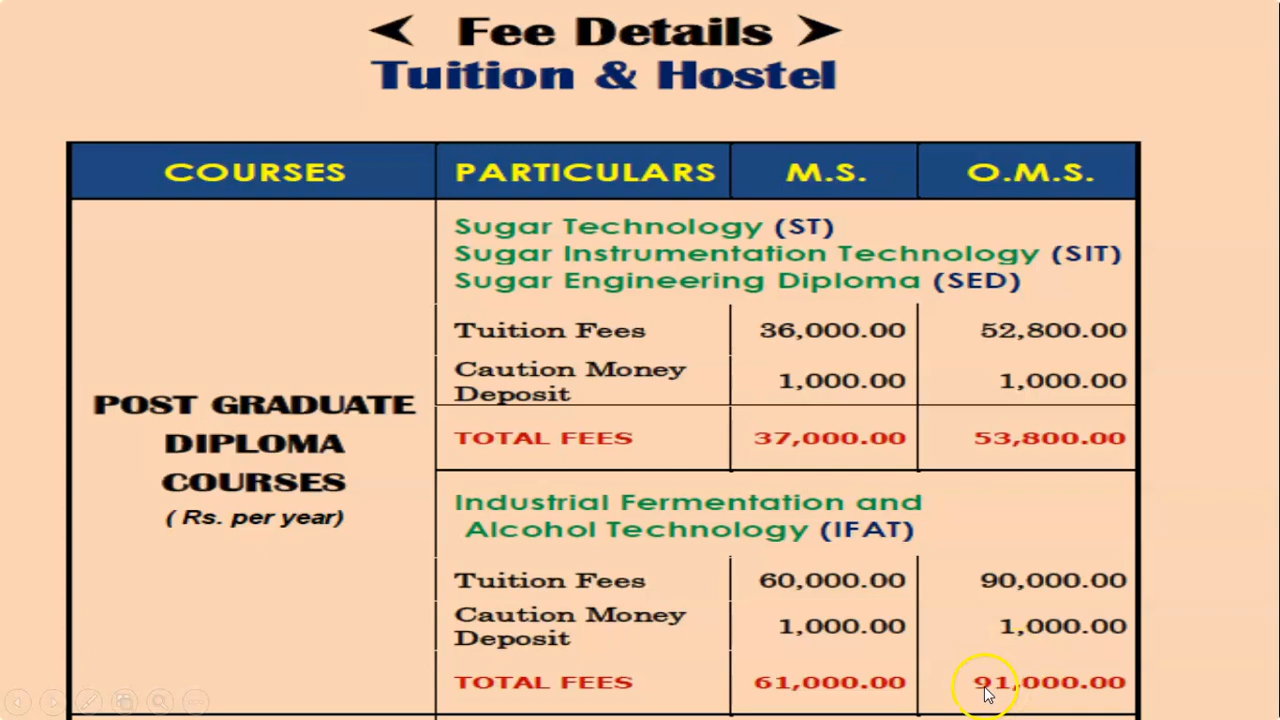 Fee Details
Tuition & Hostel
COURSES PARTICULARS M.S. O.M.S.
Sugar Technology (ST)
Sugar Instrumentation Technology (SIT)
Sugar Engineering Diploma (SED)
Tuition Fees 36,000.00 52,800.00
Caution Money
Deposit 1,000.00 1,000.00
TOTAL FEES 37,000.00 53,800.00
POST GRADUATE
DIPLOMA
COURSES
( Rs. per year)
Industrial Fermentation and
Alcohol Technology (IFAT)
Tuition Fees 60,000.00 90,000.00
Caution Money
Deposit 1,000.00 1,000.00
TOTAL FEES 61,000.00 91,000.00